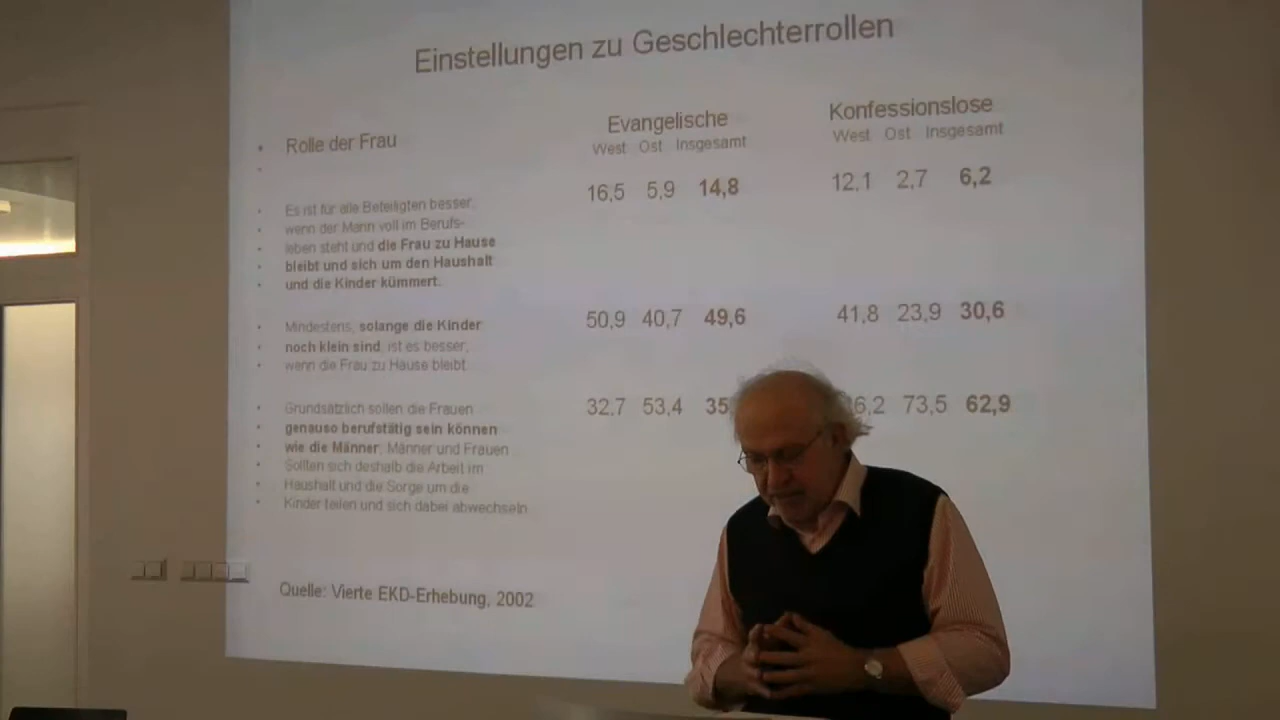 Einstellungen zu Geschlechterrollen
Evangelische
Konfessionslose
• Rolle der Frau
West Ost Insgesamt
West Ost Insgesamt
16,5 5,9 14,8
12,1 2,7 6,2
• Es ist für alle Beteiligten besser,
• wenn der Mann voll im Berufs-
• leben steht und die Frau zu Hause
• bleibt und sich um den Haushalt
• und die Kinder kümmert.
50,9 40,7 49,6
41,8 23,9 30,6
• Mindestens, solange die Kinder
• noch klein sind, ist es besser,
• wenn die Frau zu Hause bleibt
32,7 53,4 35
6,2 73,5 62,9
• Grundsätzlich sollen die Frauen
• genauso berufstätig sein können
• wie die Männer, Männer und Frauen
• Sollten sich deshalb die Arbeit im
• Haushalt und die Sorge um die
• Kinder teilen und sich dabei abwechseln
Quelle: Vierte EKD-Erhebung, 2002